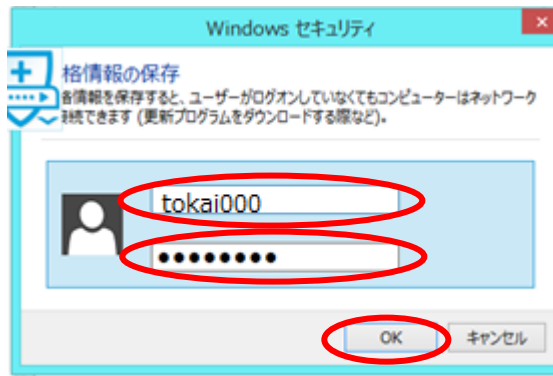 Windows セキュリティ
格情報の保存
格情報を保存すると、ユーザーがログオンしていなくてもコンピューターはネットワーク
接続できます (更新プログラムをダウンロードする際など)。
tokai000
●●●●●●●●
OK
キャンセル